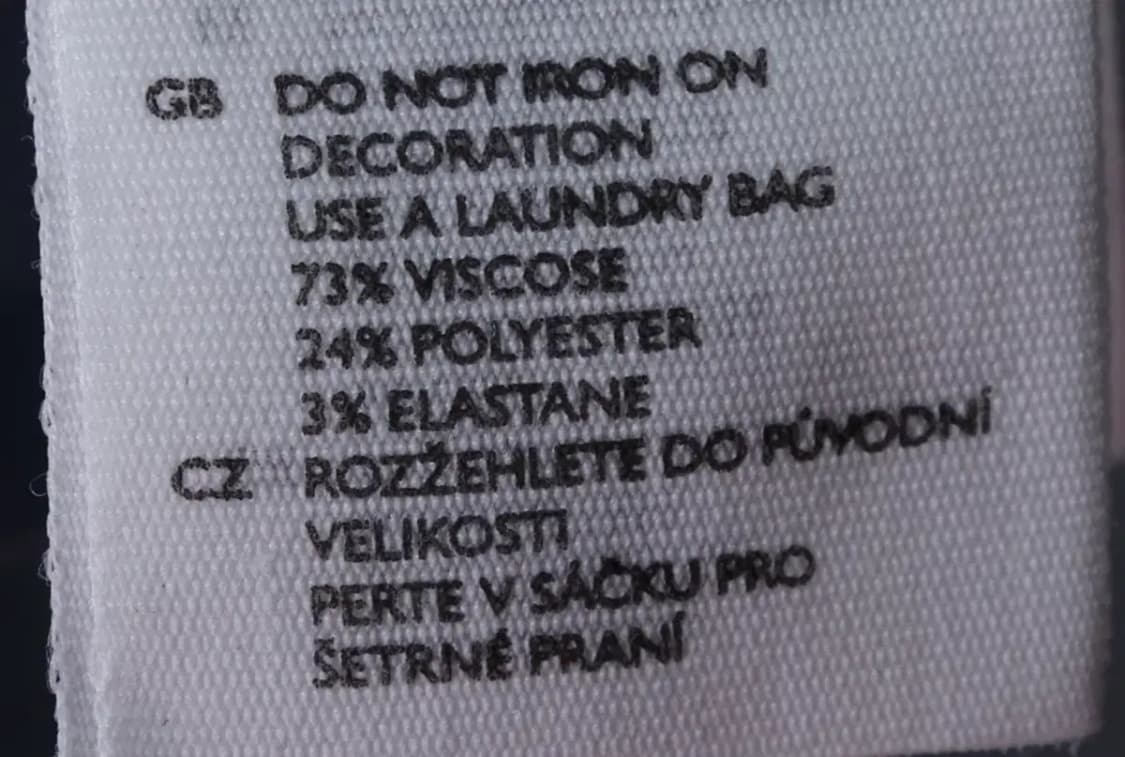 GB DO NOT IRON ON
DECORATION
USE A LAUNDRY BAG
73% VISCOSE
24% POLYESTER
3% ELASTANE
CZ ROZŽEHLETE DO PŮVODNÍ
VELIKOSTI
PERTE V SÁČKU PRO
ŠETRNÉ PRANÍ